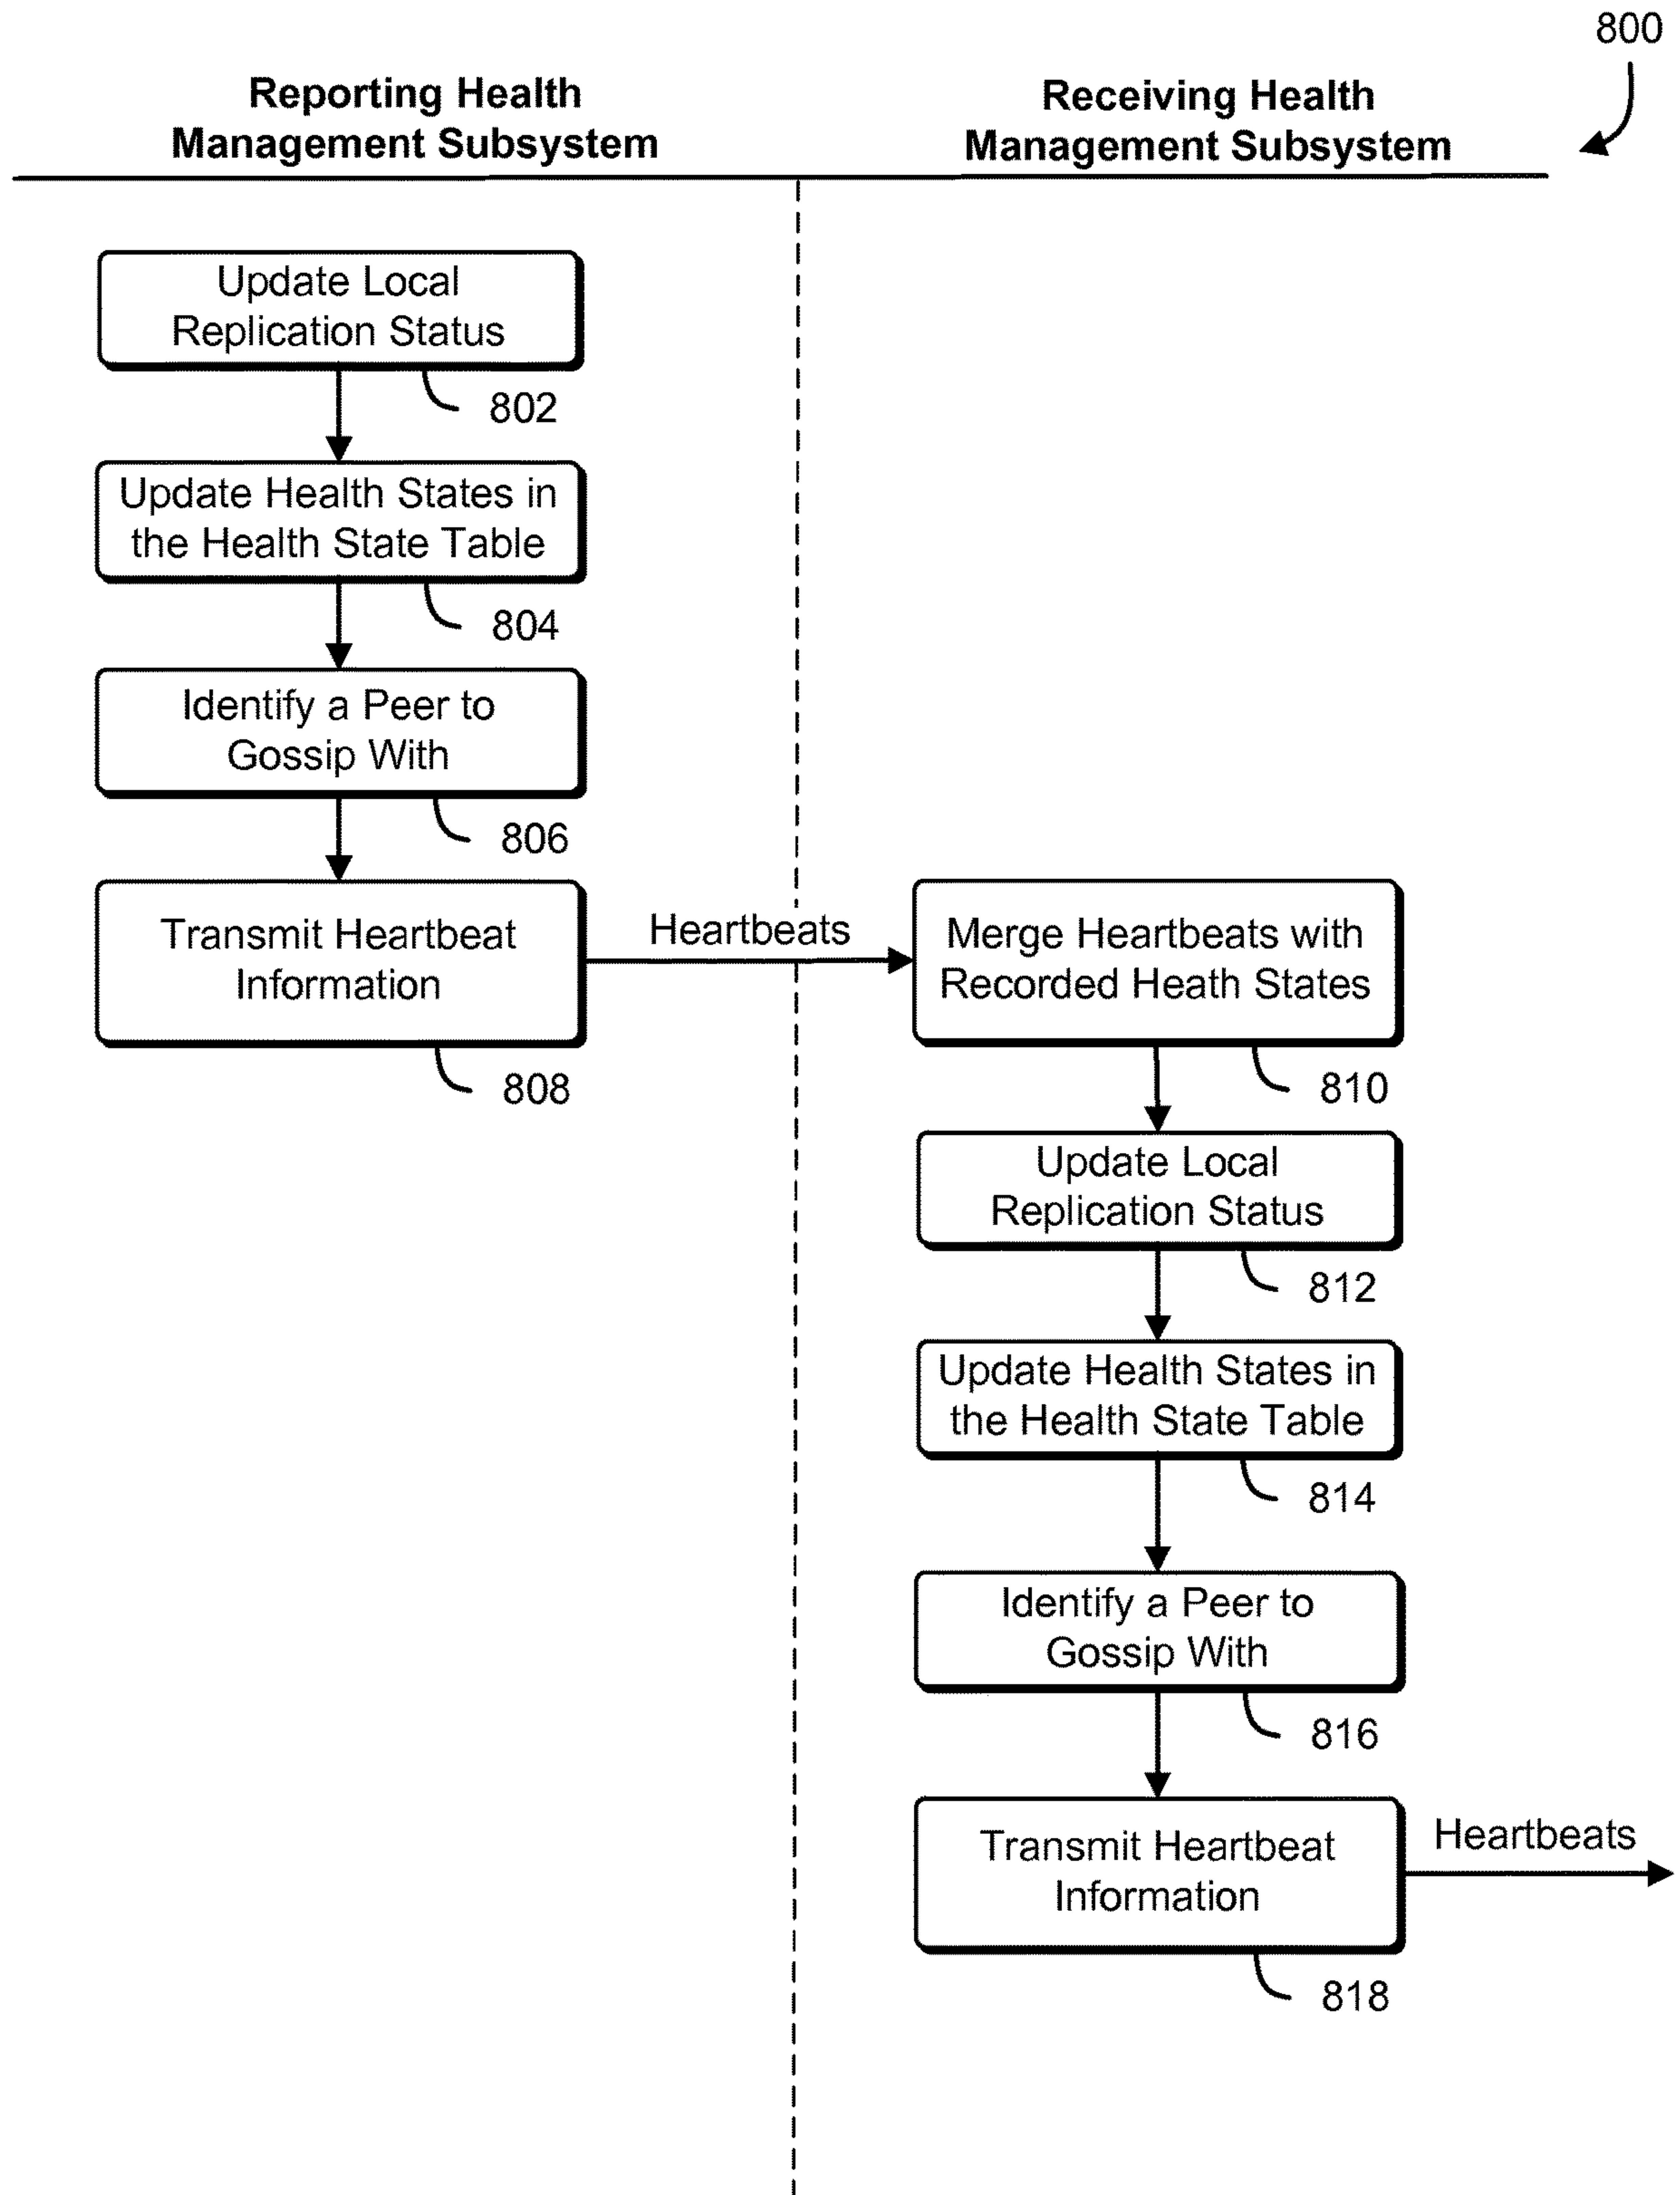 800
Reporting Health
Management Subsystem
Receiving Health
Management Subsystem
Update Local
Replication Status
802
Update Health States in
the Health State Table
804
Identify a Peer to
Gossip With
806
Transmit Heartbeat
Information
808
Heartbeats
Merge Heartbeats with
Recorded Heath States
810
Update Local
Replication Status
812
Update Health States in
the Health State Table
814
Identify a Peer to
Gossip With
816
Transmit Heartbeat
Information
818
Heartbeats